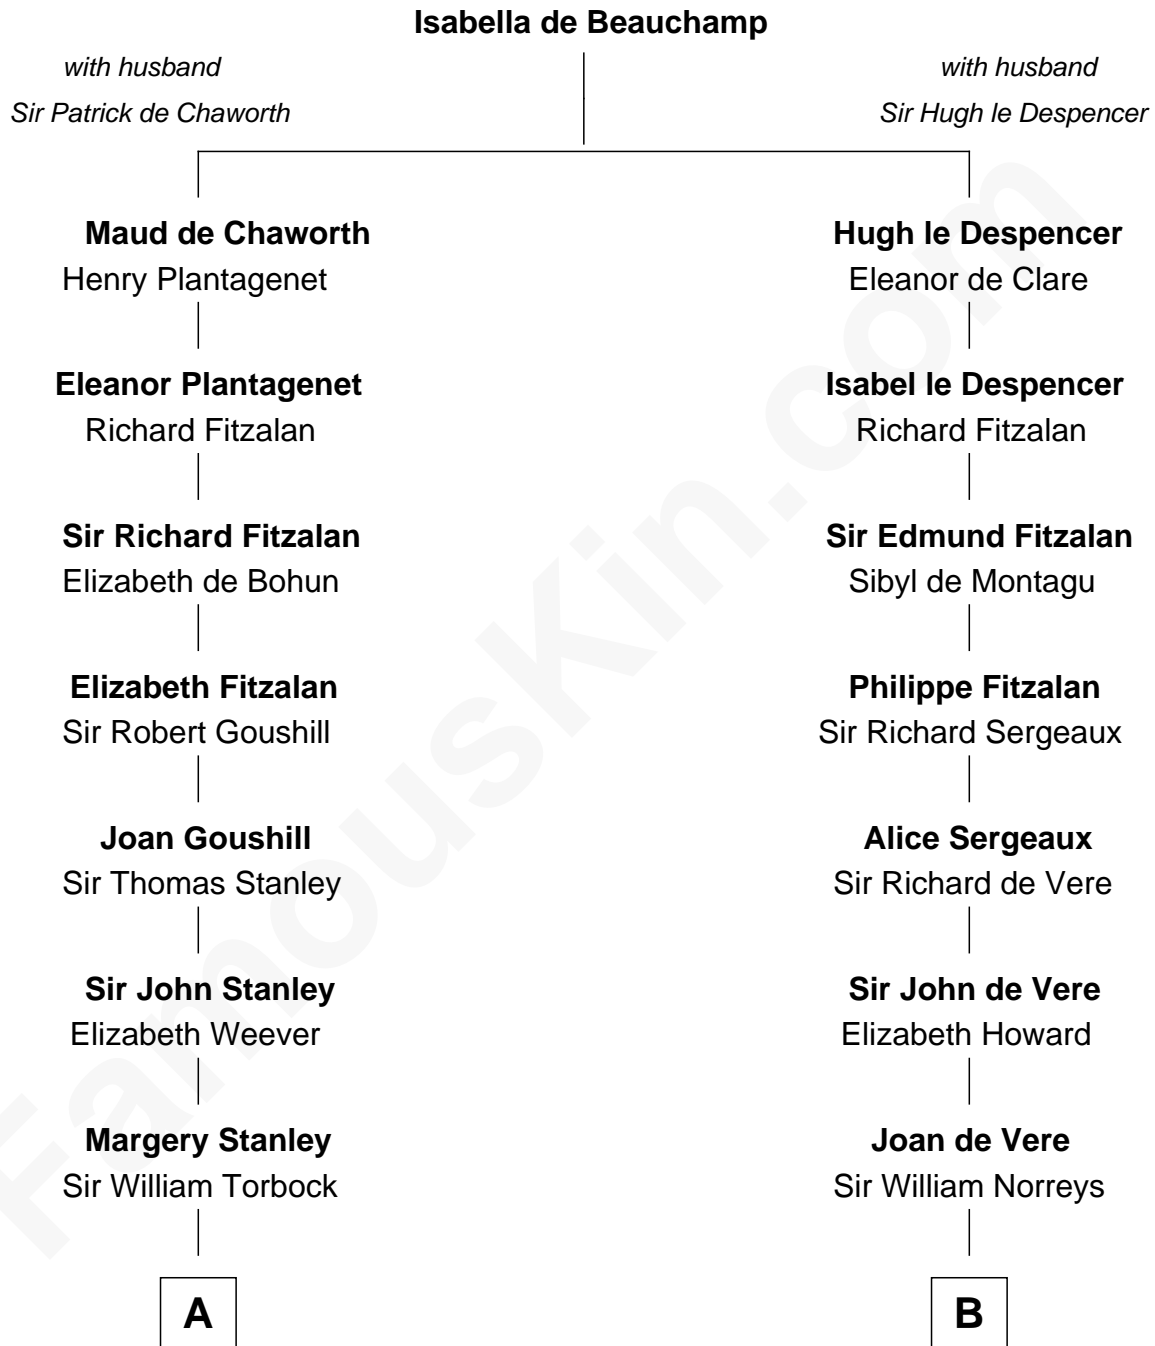 Isabella de Beauchamp
with husband
Sir Patrick de Chaworth
with husband
Sir Hugh le Despencer
Maud de Chaworth
Henry Plantagenet
Hugh le Despencer
Eleanor de Clare
Eleanor Plantagenet
Richard Fitzalan
Isabel le Despencer
Richard Fitzalan
Sir Richard Fitzalan
Elizabeth de Bohun
Sir Edmund Fitzalan
Sibyl de Montagu
Elizabeth Fitzalan
Sir Robert Goushill
Philippe Fitzalan
Sir Richard Sergeaux
Joan Goushill
Sir Thomas Stanley
Alice Sergeaux
Sir Richard de Vere
Sir John Stanley
Elizabeth Weever
Sir John de Vere
Elizabeth Howard
Margery Stanley
Sir William Torbock
Joan de Vere
Sir William Norreys
A
B
FamousKin.com